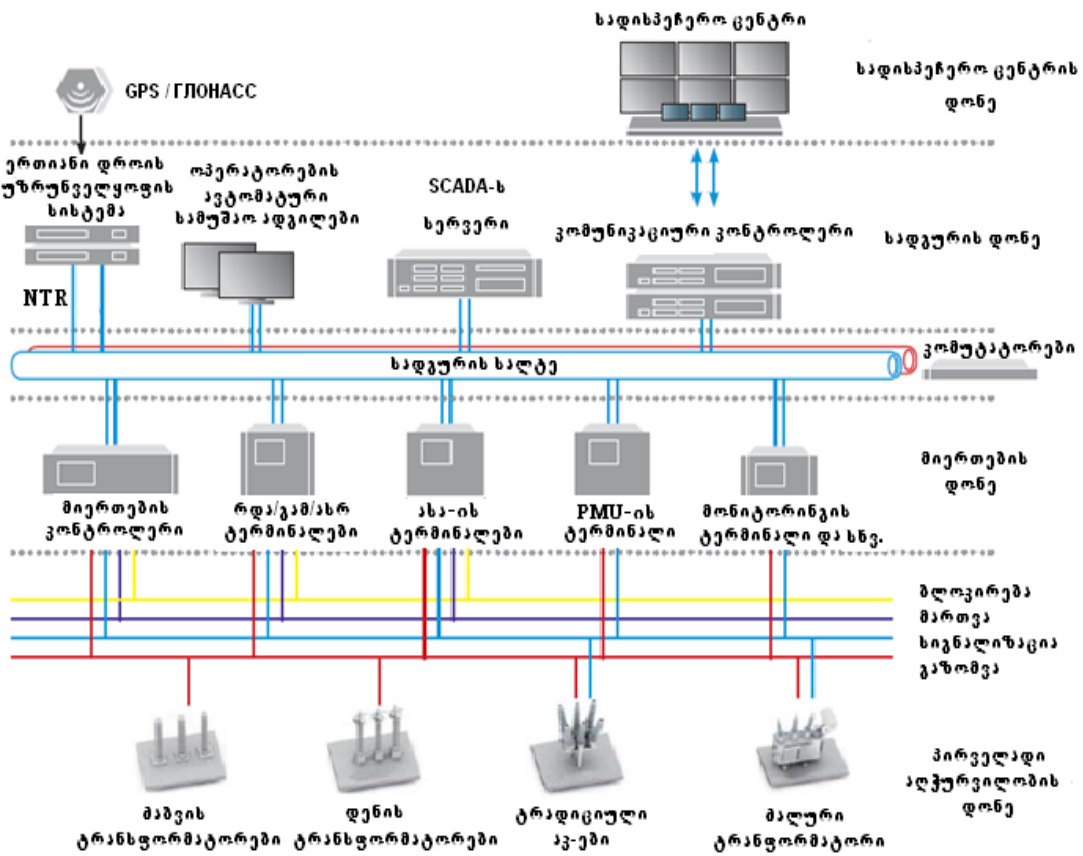 სადისპეჩერო ცენტრი
სადისპეჩერო ცენტრის
დონე
GPS / ГЛОНАСС
ერთიანი დროის
უზრუნველყოფის
სისტემა
ოპერატორების
ავტომატური
სამუშაო ადგილები
SCADA-ს
სერვერი
კომუნიკაციური კონტროლერი
სადგურის დონე
NTR
სადგურის სალტე
კომუტატორები
მიერთების
კონტროლერი
რდა/გამ/ასრ
ტერმინალები
ასა-ის
ტერმინალები
PMU-ის
ტერმინალი
მონიტორინგის
ტერმინალი და სხვ.
მიერთების
დონე
ბლოკირება
მართვა
სიგნალიზაცია
გაზომვა
ძაბვის
ტრანსფორმატორები
დენის
ტრანსფორმატორები
ტრადიციული
აკ-ები
ძალური
ტრანსფორმატორი
პირველადი
აღჭურვილობის
დონე